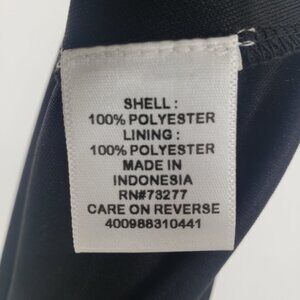 SHELL :
100% POLYESTER
LINING :
100% POLYESTER
MADE IN
INDONESIA
RN#73277
CARE ON REVERSE
400988310441